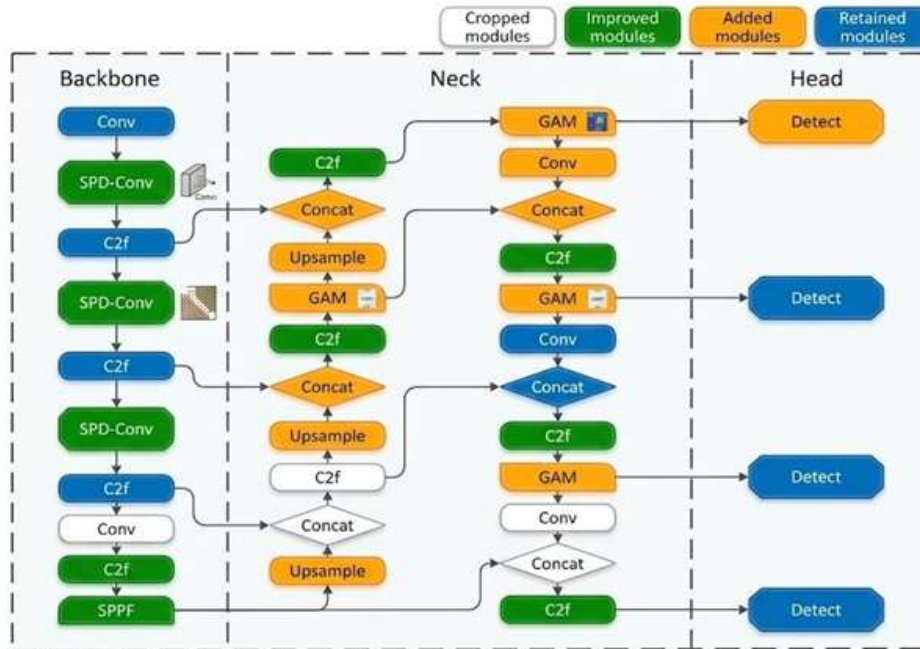 Cropped
modules
Improved
modules
Added
modules
Retained
modules
Backbone
Neck
Head
Conv
SPD-Conv
C2f
SPD-Conv
C2f
SPD-Conv
C2f
Conv
C2f
SPPF
C2f
Concat
Upsample
GAM
C2f
Concat
Upsample
C2f
Concat
Upsample
GAM
Conv
Concat
C2f
GAM
Conv
Concat
C2f
GAM
Conv
Concat
C2f
Detect
Detect
Detect
Detect